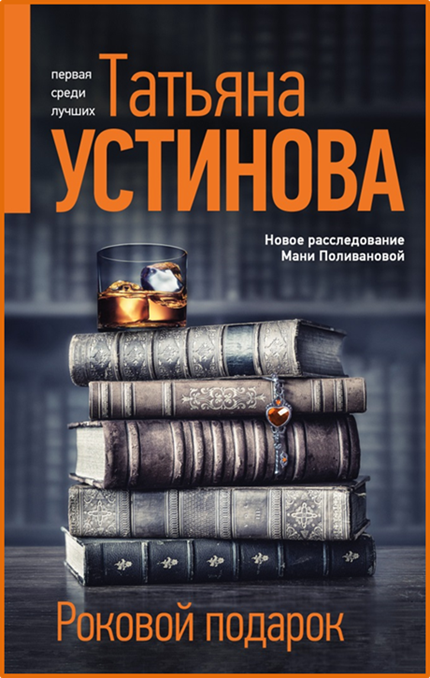 первая
среди
лучших
Татьяна
УСТИНОВА
Новое расследование
Мани Поливановой
Роковой подарок